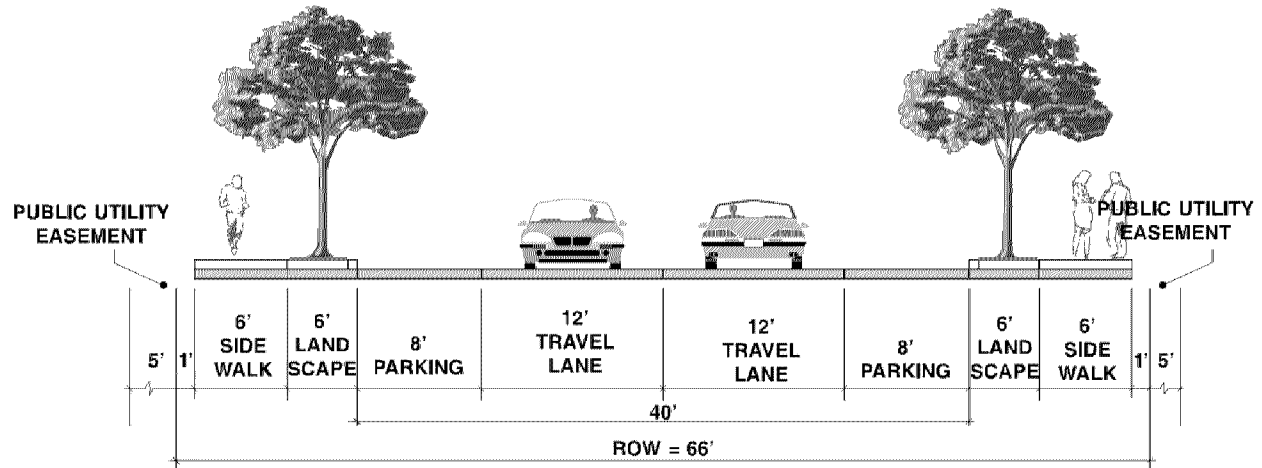 PUBLIC UTILITY
EASEMENT
PUBLIC UTILITY
EASEMENT
5'
1'
6'
SIDE
WALK
6'
LAND
SCAPE
8'
PARKING
12'
TRAVEL
LANE
12'
TRAVEL
LANE
8'
PARKING
6'
LAND
SCAPE
6'
SIDE
WALK
1'
5'
40'
ROW = 66'